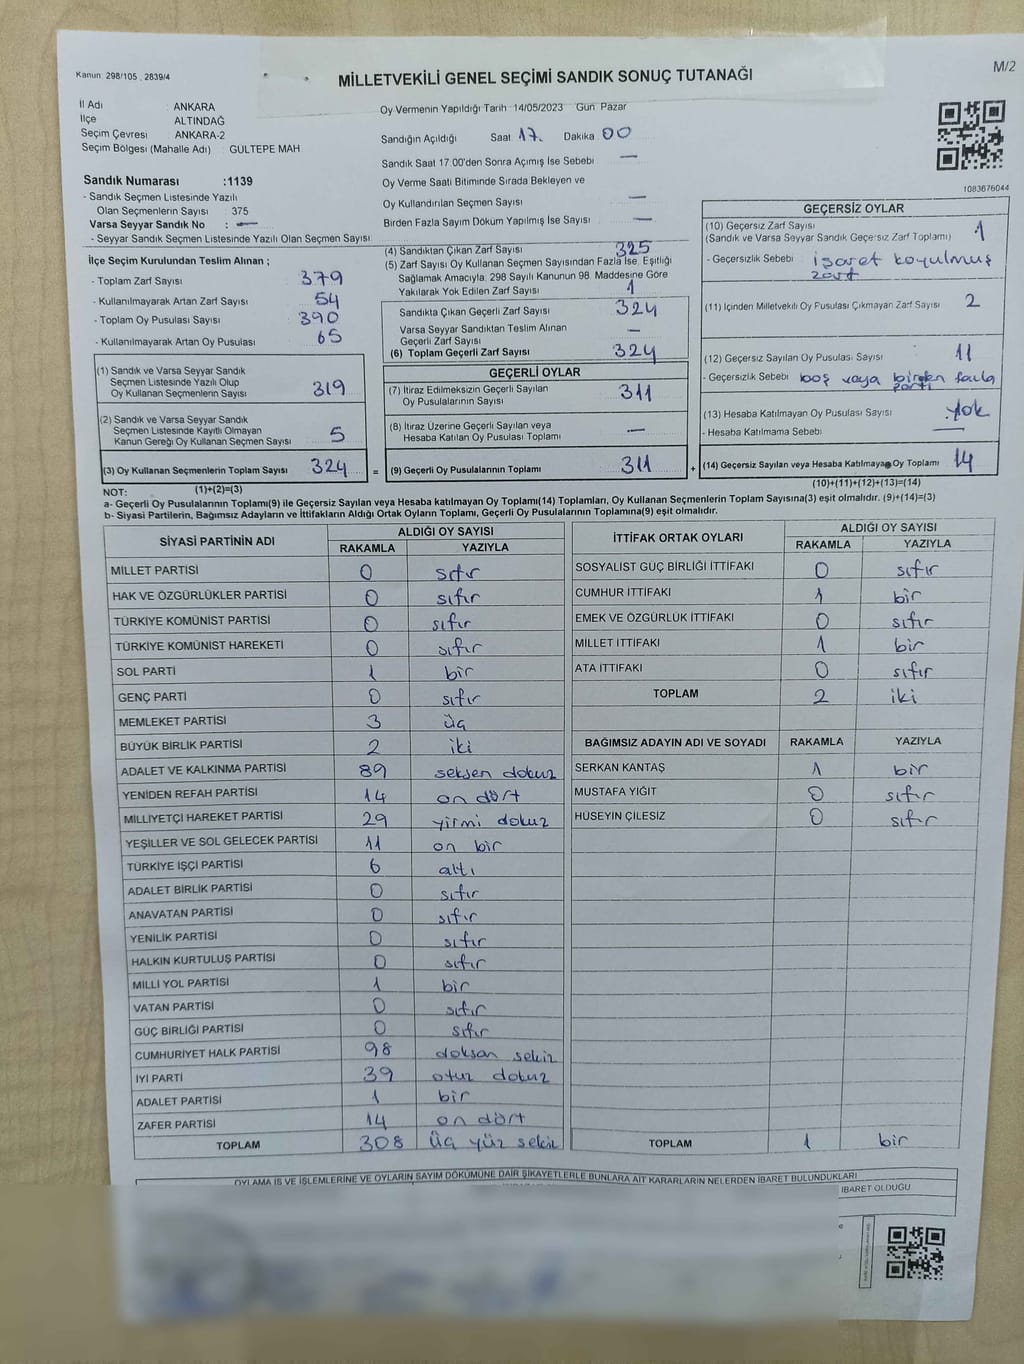 Kanun: 298/105 , 2839/4
MİLLETVEKİLİ GENEL SEÇİMİ SANDIK SONUÇ TUTANAĞI
M/2
İl Adı : ANKARA
İlçe : ALTINDAĞ
Seçim Çevresi : ANKARA-2
Seçim Bölgesi (Mahalle Adı) : GÜLTEPE MAH
Oy Vermenin Yapıldığı Tarih 14/05/2023 Gün Pazar
Sandığın Açıldığı Saat 17 Dakika 00
Sandık Saat 17 00'den Sonra Açımış İse Sebebi —
Oy Verme Saati Bitiminde Sırada Bekleyen ve
Oy Kullandırılan Seçmen Sayısı —
Birden Fazla Sayım Döküm Yapılmış İse Sayısı —
1083676044
Sandık Numarası :1139
- Sandık Seçmen Listesinde Yazılı
Olan Seçmenlerin Sayısı : 375
Varsa Seyyar Sandık No : —
- Seyyar Sandık Seçmen Listesinde Yazılı Olan Seçmen Sayısı:
İlçe Seçim Kurulundan Teslim Alınan ;
- Toplam Zarf Sayısı : 379
- Kullanılmayarak Artan Zarf Sayısı : 54
- Toplam Oy Pusulası Sayısı : 390
- Kullanılmayarak Artan Oy Pusulası : 65
(1) Sandık ve Varsa Seyyar Sandık
Seçmen Listesinde Yazılı Olup
Oy Kullanan Seçmenlerin Sayısı 319
(2) Sandık ve Varsa Seyyar Sandık
Seçmen Listesinde Kayıtlı Olmayan
Kanun Gereği Oy Kullanan Seçmen Sayısı 5
(3) Oy Kullanan Seçmenlerin Toplam Sayısı 324 =
(1)+(2)=(3)
(4) Sandıktan Çıkan Zarf Sayısı 325
(5) Zarf Sayısı Oy Kullanan Seçmen Sayısından Fazla İse, Eşitliği
Sağlamak Amacıyla, 298 Sayılı Kanunun 98. Maddesine Göre
Yakılarak Yok Edilen Zarf Sayısı 1
Sandıkta Çıkan Geçerli Zarf Sayısı 324
Varsa Seyyar Sandıktan Teslim Alınan
Geçerli Zarf Sayısı —
(6) Toplam Geçerli Zarf Sayısı 324
GEÇERLİ OYLAR
(7) İtiraz Edilmeksizin Geçerli Sayılan
Oy Pusulalarının Sayısı 311
(8) İtiraz Üzerine Geçerli Sayılan veya
Hesaba Katılan Oy Pusulası Toplamı —
(9) Geçerli Oy Pusulalarının Toplamı 311 +
GEÇERSİZ OYLAR
(10) Geçersiz Zarf Sayısı
(Sandık ve Varsa Seyyar Sandık Geçersiz Zarf Toplamı) 1
- Geçersizlik Sebebi : işaret koyulmuş
zarf
(11) İçinden Milletvekili Oy Pusulası Çıkmayan Zarf Sayısı 2
(12) Geçersiz Sayılan Oy Pusulası Sayısı 11
- Geçersizlik Sebebi : boş veya birden fazla
parti
(13) Hesaba Katılmayan Oy Pusulası Sayısı Yok
- Hesaba Katılmama Sebebi : —
(14) Geçersiz Sayılan veya Hesaba Katılmayan Oy Toplamı 14
(10)+(11)+(12)+(13)=(14)
NOT:
a- Geçerli Oy Pusulalarının Toplamı(9) ile Geçersiz Sayılan veya Hesaba katılmayan Oy Toplamı(14) Toplamları, Oy Kullanan Seçmenlerin Toplam Sayısına(3) eşit olmalıdır. (9)+(14)=(3)
b- Siyasi Partilerin, Bağımsız Adayların ve İttifakların Aldığı Ortak Oyların Toplamı, Geçerli Oy Pusulalarının Toplamına(9) eşit olmalıdır.
SİYASİ PARTİNİN ADI ALDIĞI OY SAYISI
RAKAMLA YAZIYLA
MİLLET PARTİSİ 0 sıfır
HAK VE ÖZGÜRLÜKLER PARTİSİ 0 sıfır
TÜRKİYE KOMÜNİST PARTİSİ 0 sıfır
TÜRKİYE KOMÜNİST HAREKETİ 0 sıfır
SOL PARTİ 1 bir
GENÇ PARTİ 0 sıfır
MEMLEKET PARTİSİ 3 üç
BÜYÜK BİRLİK PARTİSİ 2 iki
ADALET VE KALKINMA PARTİSİ 89 seksen dokuz
YENİDEN REFAH PARTİSİ 14 on dört
MİLLİYETÇİ HAREKET PARTİSİ 29 yirmi dokuz
YEŞİLLER VE SOL GELECEK PARTİSİ 11 on bir
TÜRKİYE İŞÇİ PARTİSİ 6 altı
ADALET BİRLİK PARTİSİ 0 sıfır
ANAVATAN PARTİSİ 0 sıfır
YENİLİK PARTİSİ 0 sıfır
HALKIN KURTULUŞ PARTİSİ 0 sıfır
MİLLİ YOL PARTİSİ 1 bir
VATAN PARTİSİ 0 sıfır
GÜÇ BİRLİĞİ PARTİSİ 0 sıfır
CUMHURİYET HALK PARTİSİ 98 doksan sekiz
İYİ PARTİ 39 otuz dokuz
ADALET PARTİSİ 1 bir
ZAFER PARTİSİ 14 on dört
TOPLAM 308 üç yüz sekiz
İTTİFAK ORTAK OYLARI ALDIĞI OY SAYISI
RAKAMLA YAZIYLA
SOSYALİST GÜÇ BİRLİĞİ İTTİFAKI 0 sıfır
CUMHUR İTTİFAKI 1 bir
EMEK VE ÖZGÜRLÜK İTTİFAKI 0 sıfır
MİLLET İTTİFAKI 1 bir
ATA İTTİFAKI 0 sıfır
TOPLAM 2 iki
BAĞIMSIZ ADAYIN ADI VE SOYADI RAKAMLA YAZIYLA
SERKAN KANTAŞ 1 bir
MUSTAFA YİĞİT 0 sıfır
HÜSEYİN ÇİLESİZ 0 sıfır
TOPLAM 1 bir
OYLAMA İŞ VE İŞLEMLERİNE VE OYLARIN SAYIM DÖKÜMÜNE DAİR ŞİKAYETLERLE BUNLARA AİT KARARLARIN NELERDEN İBARET BULUNDUKLARI
İBARET OLDUĞU